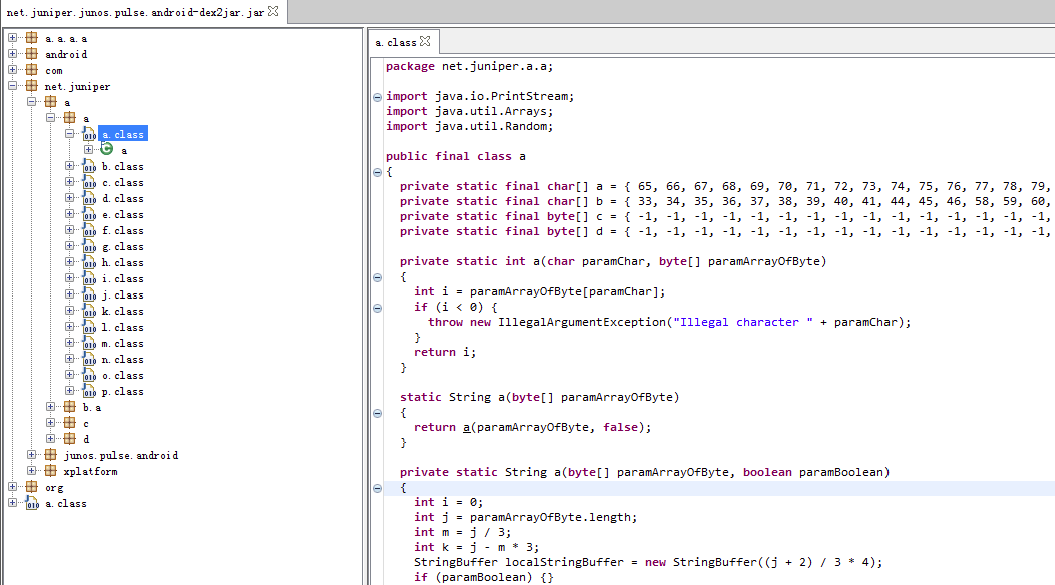 net.juniper.junos.pulse.android-dex2jar.jar
a.a.a.a
android
com
net.juniper
a
a
a.class
a
b.class
c.class
d.class
e.class
f.class
g.class
h.class
i.class
j.class
k.class
l.class
m.class
n.class
o.class
p.class
b.a
c
d
junos.pulse.android
xplatform
org
a.class
a.class
package net.juniper.a.a;
import java.io.PrintStream;
import java.util.Arrays;
import java.util.Random;
public final class a
{
private static final char[] a = { 65, 66, 67, 68, 69, 70, 71, 72, 73, 74, 75, 76, 77, 78, 79,
private static final char[] b = { 33, 34, 35, 36, 37, 38, 39, 40, 41, 44, 45, 46, 58, 59, 60,
private static final byte[] c = { -1, -1, -1, -1, -1, -1, -1, -1, -1, -1, -1, -1, -1, -1, -1,
private static final byte[] d = { -1, -1, -1, -1, -1, -1, -1, -1, -1, -1, -1, -1, -1, -1, -1,
private static int a(char paramChar, byte[] paramArrayOfByte)
{
int i = paramArrayOfByte[paramChar];
if (i < 0) {
throw new IllegalArgumentException("Illegal character " + paramChar);
}
return i;
}
static String a(byte[] paramArrayOfByte)
{
return a(paramArrayOfByte, false);
}
private static String a(byte[] paramArrayOfByte, boolean paramBoolean)
{
int i = 0;
int j = paramArrayOfByte.length;
int m = j / 3;
int k = j - m * 3;
StringBuffer localStringBuffer = new StringBuffer((j + 2) / 3 * 4);
if (paramBoolean) {}